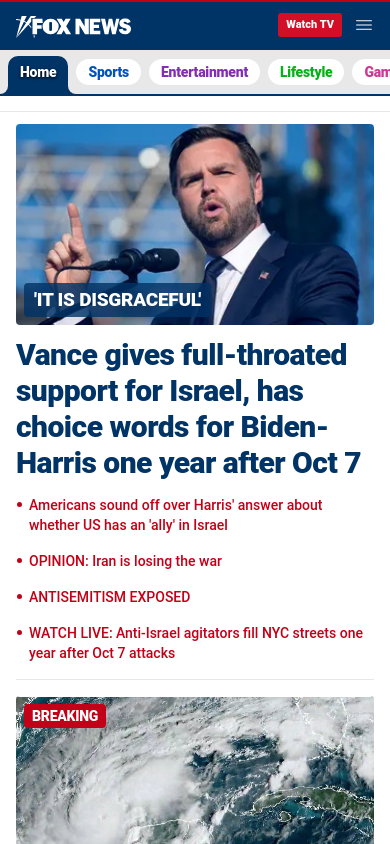 FOX NEWS
Watch TV
Home
Sports
Entertainment
Lifestyle
Gam
'IT IS DISGRACEFUL'
Vance gives full-throated
support for Israel, has
choice words for Biden-
Harris one year after Oct 7
• Americans sound off over Harris' answer about
whether US has an 'ally' in Israel
• OPINION: Iran is losing the war
• ANTISEMITISM EXPOSED
• WATCH LIVE: Anti-Israel agitators fill NYC streets one
year after Oct 7 attacks
BREAKING